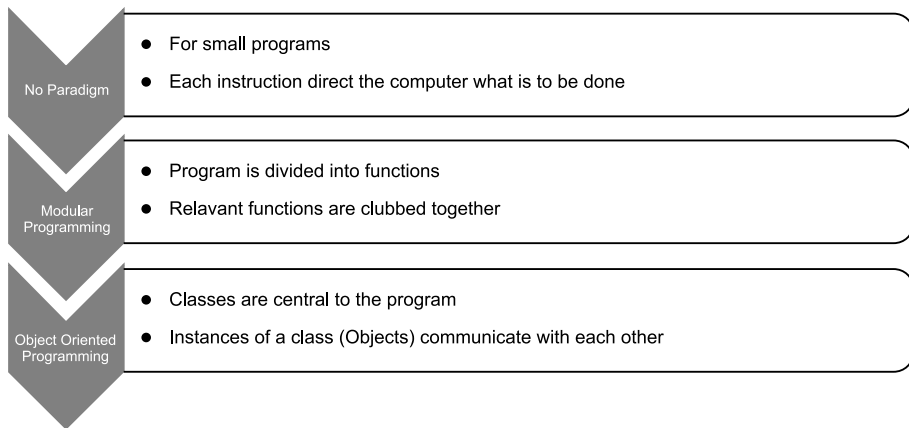 No Paradigm
● For small programs
● Each instruction direct the computer what is to be done
Modular
Programming
● Program is divided into functions
● Relavant functions are clubbed together
Object Oriented
Programming
● Classes are central to the program
● Instances of a class (Objects) communicate with each other